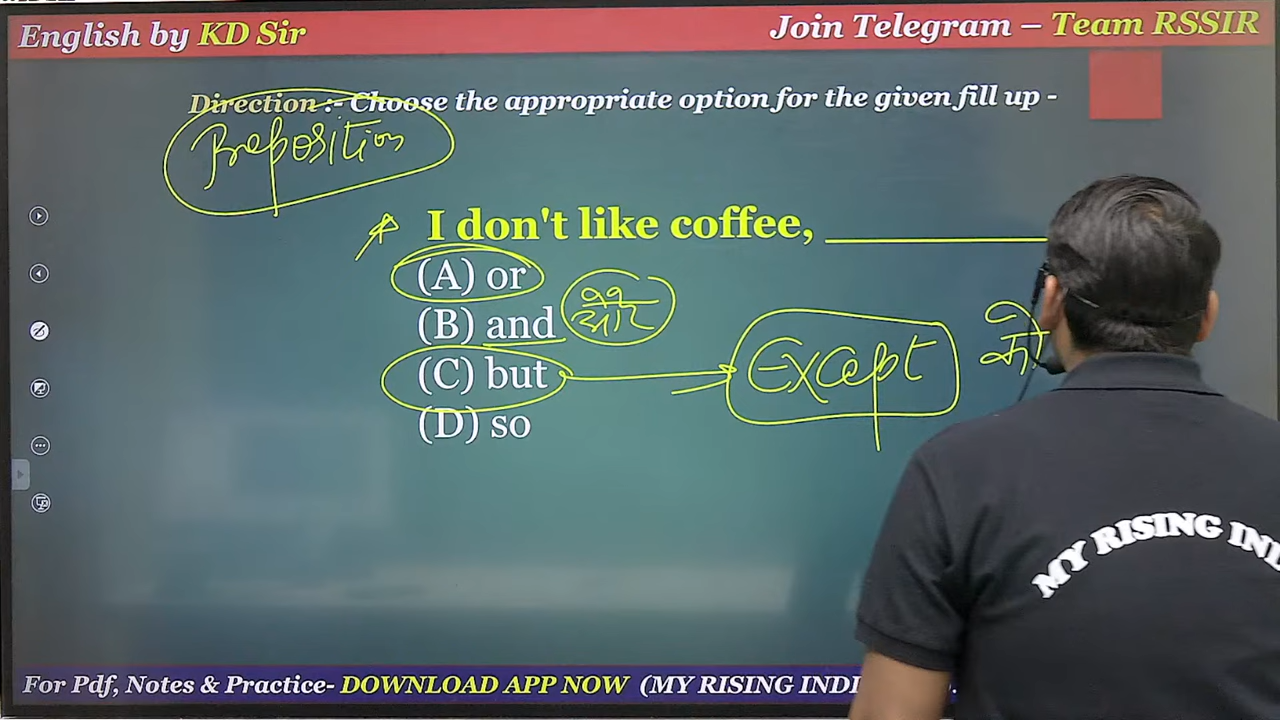 English by KD Sir
Join Telegram – Team RSSIR
Direction :- Choose the appropriate option for the given fill up -
Preposition
I don't like coffee, __________
(A) or
(B) and
और
(C) but
Except
(D) so
MY RISING IND
For Pdf, Notes & Practice- DOWNLOAD APP NOW (MY RISING INDI